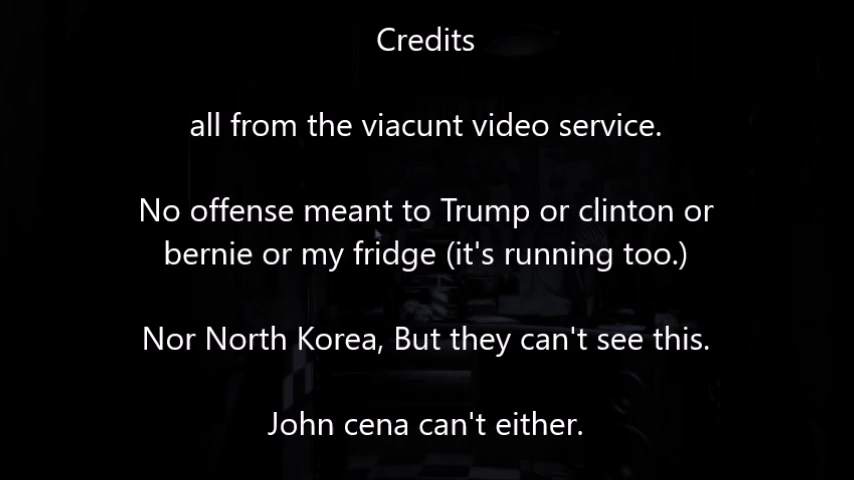 Credits
all from the viacunt video service.
No offense meant to Trump or clinton or
bernie or my fridge (it's running too.)
Nor North Korea, But they can't see this.
John cena can't either.